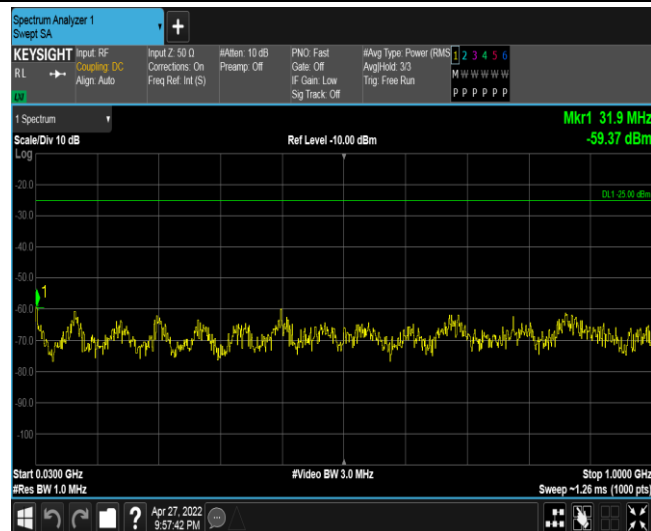 Spectrum Analyzer 1
Swept SA
+
KEYSIGHT Input: RF Input Z: 50 Ω #Atten: 10 dB PNO: Fast #Avg Type: Power (RMS 1 2 3 4 5 6
RL Coupling: DC Corrections: On Preamp: Off Gate: Off Avg|Hold: 3/3 M W W W W W
Align: Auto Freq Ref: Int (S) IF Gain: Low Trig: Free Run
Sig Track: Off P P P P P P
1 Spectrum
Mkr1 31.9 MHz
Scale/Div 10 dB Ref Level -10.00 dBm -59.37 dBm
Log
-20.0
DL1 -25.00 dBm
-30.0
-40.0
-50.0
1
-60.0
-70.0
-80.0
-90.0
-100
Start 0.0300 GHz #Video BW 3.0 MHz Stop 1.0000 GHz
#Res BW 1.0 MHz Sweep ~1.26 ms (1000 pts)
? Apr 27, 2022
9:57:42 PM